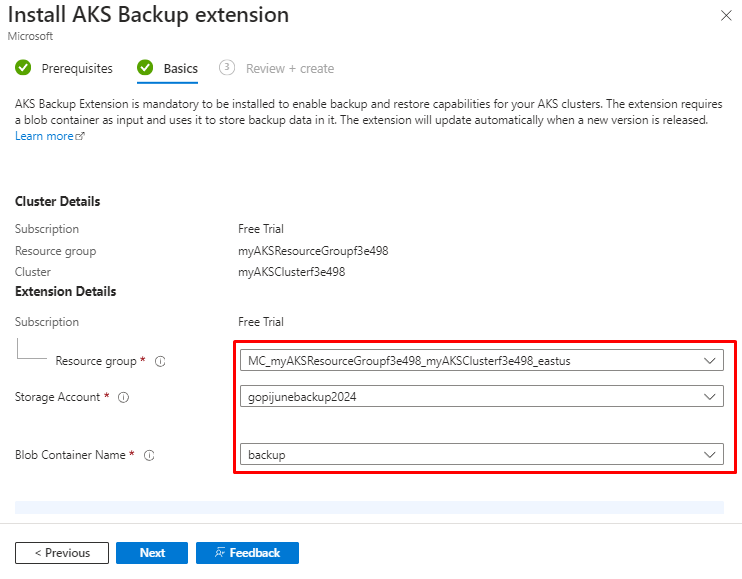 Install AKS Backup extension
Microsoft
Prerequisites
Basics
3
Review + create
AKS Backup Extension is mandatory to be installed to enable backup and restore capabilities for your AKS clusters. The extension requires
a blob container as input and uses it to store backup data in it. The extension will update automatically when a new version is released.
Learn more
Cluster Details
Subscription Free Trial
Resource group myAKSResourceGroupf3e498
Cluster myAKSClusterf3e498
Extension Details
Subscription Free Trial
Resource group * MC_myAKSResourceGroupf3e498_myAKSClusterf3e498_eastus
Storage Account * gopijunebackup2024
Blob Container Name * backup
< Previous
Next
Feedback